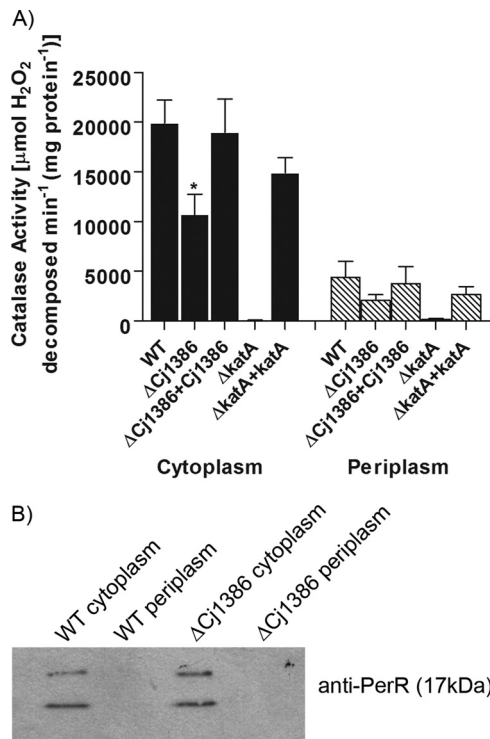 A)
Catalase Activity [μmol H₂O₂
decomposed min⁻¹ (mg protein⁻¹)]
25000
20000
15000
10000
5000
0
*
WT
ΔCj1386
ΔCj1386+Cj1386
ΔkatA
ΔkatA+katA
WT
ΔCj1386
ΔCj1386+Cj1386
ΔkatA
ΔkatA+katA
Cytoplasm
Periplasm
B)
WT cytoplasm
WT periplasm
ΔCj1386 cytoplasm
ΔCj1386 periplasm
anti-PerR (17kDa)